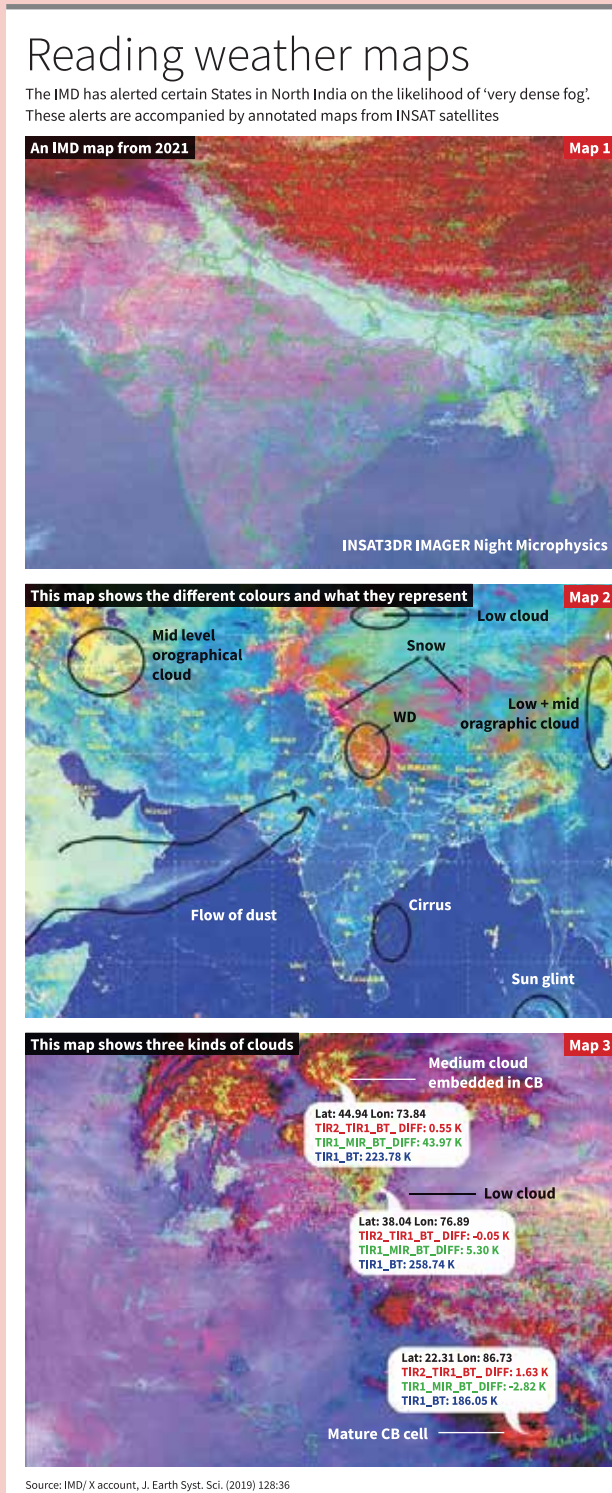 Reading weather maps
The IMD has alerted certain States in North India on the likelihood of ‘very dense fog’.
These alerts are accompanied by annotated maps from INSAT satellites
An IMD map from 2021
Map 1
INSAT3DR IMAGER Night Microphysics
This map shows the different colours and what they represent
Map 2
Low cloud
Mid level
orographical
cloud
Snow
Low + mid
oragraphic cloud
WD
Flow of dust
Cirrus
Sun glint
This map shows three kinds of clouds
Map 3
Medium cloud
embedded in CB
Lat: 44.94 Lon: 73.84
TIR2_TIR1_BT_ DIFF: 0.55 K
TIR1_MIR_BT_DIFF: 43.97 K
TIR1_BT: 223.78 K
Low cloud
Lat: 38.04 Lon: 76.89
TIR2_TIR1_BT_ DIFF: -0.05 K
TIR1_MIR_BT_DIFF: 5.30 K
TIR1_BT: 258.74 K
Lat: 22.31 Lon: 86.73
TIR2_TIR1_BT_ DIFF: 1.63 K
TIR1_MIR_BT_DIFF: -2.82 K
TIR1_BT: 186.05 K
Mature CB cell
Source: IMD/ X account, J. Earth Syst. Sci. (2019) 128:36